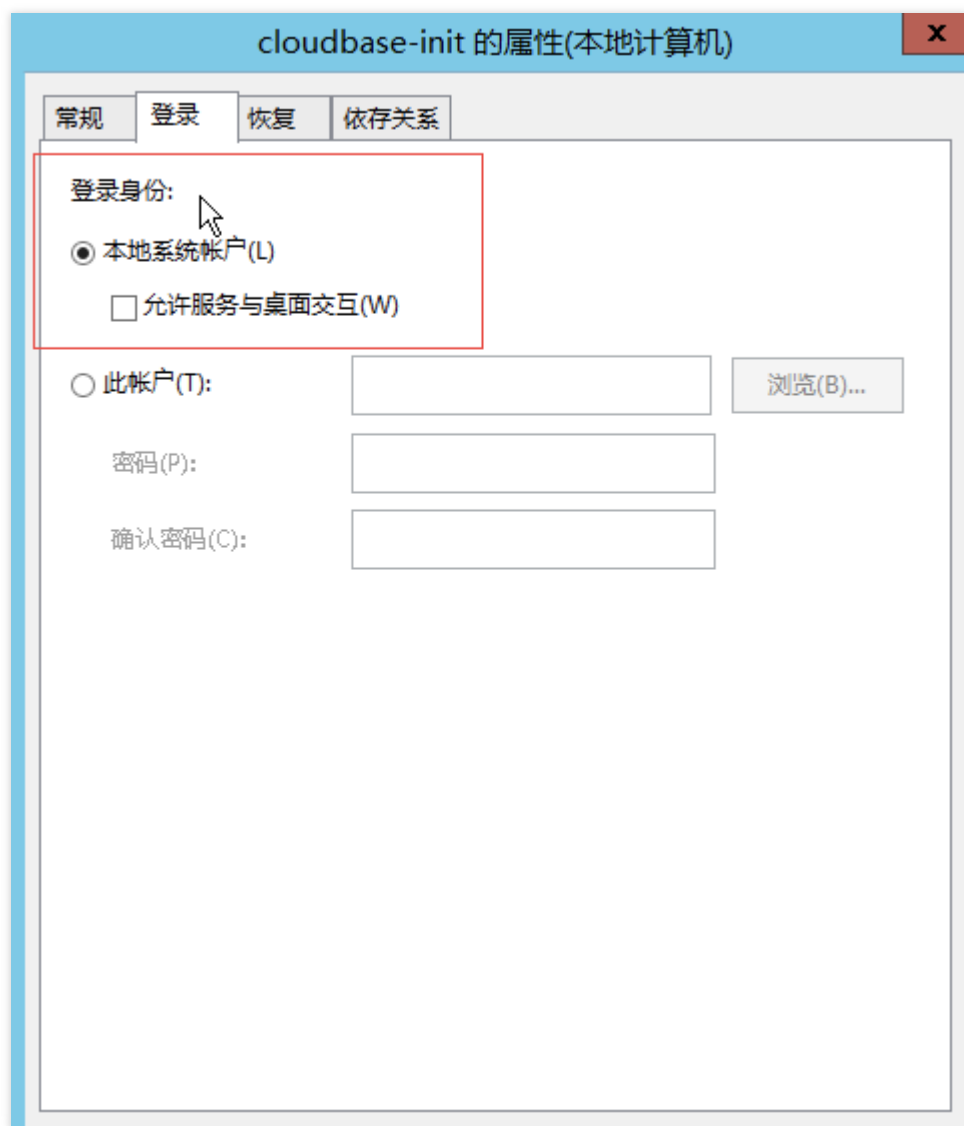 cloudbase-init 的属性(本地计算机)
x
常规 登录 恢复 依存关系
登录身份:
本地系统帐户(L)
允许服务与桌面交互(W)
此帐户(T):
浏览(B)...
密码(P):
确认密码(C):